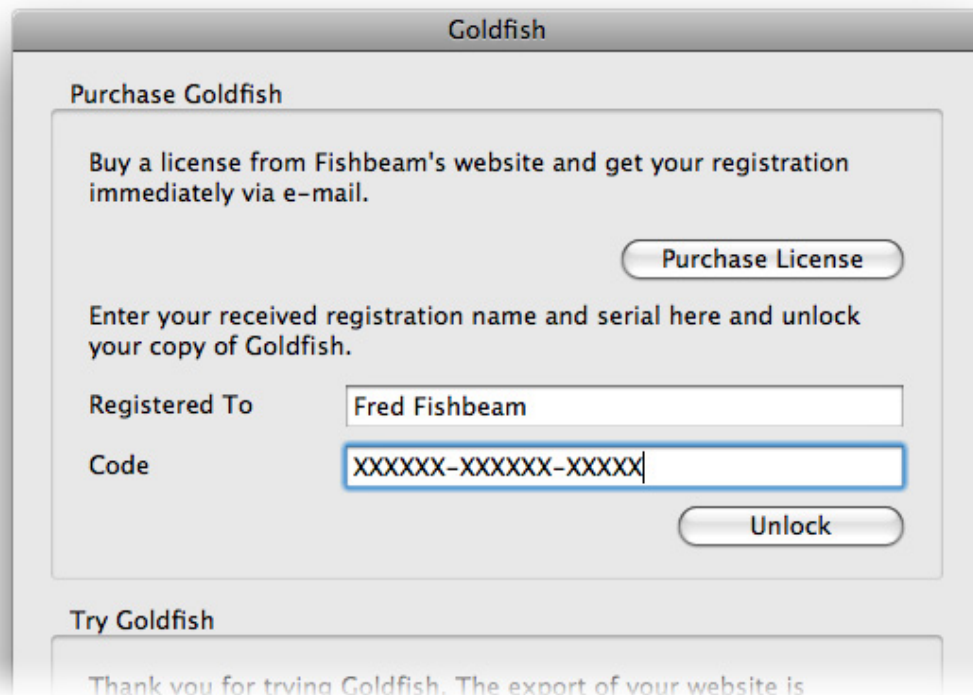 Goldfish
Purchase Goldfish
Buy a license from Fishbeam's website and get your registration
immediately via e-mail.
Purchase License
Enter your received registration name and serial here and unlock
your copy of Goldfish.
Registered To
Fred Fishbeam
Code
XXXXXX-XXXXXX-XXXXX
Unlock
Try Goldfish
Thank you for trying Goldfish. The export of your website is